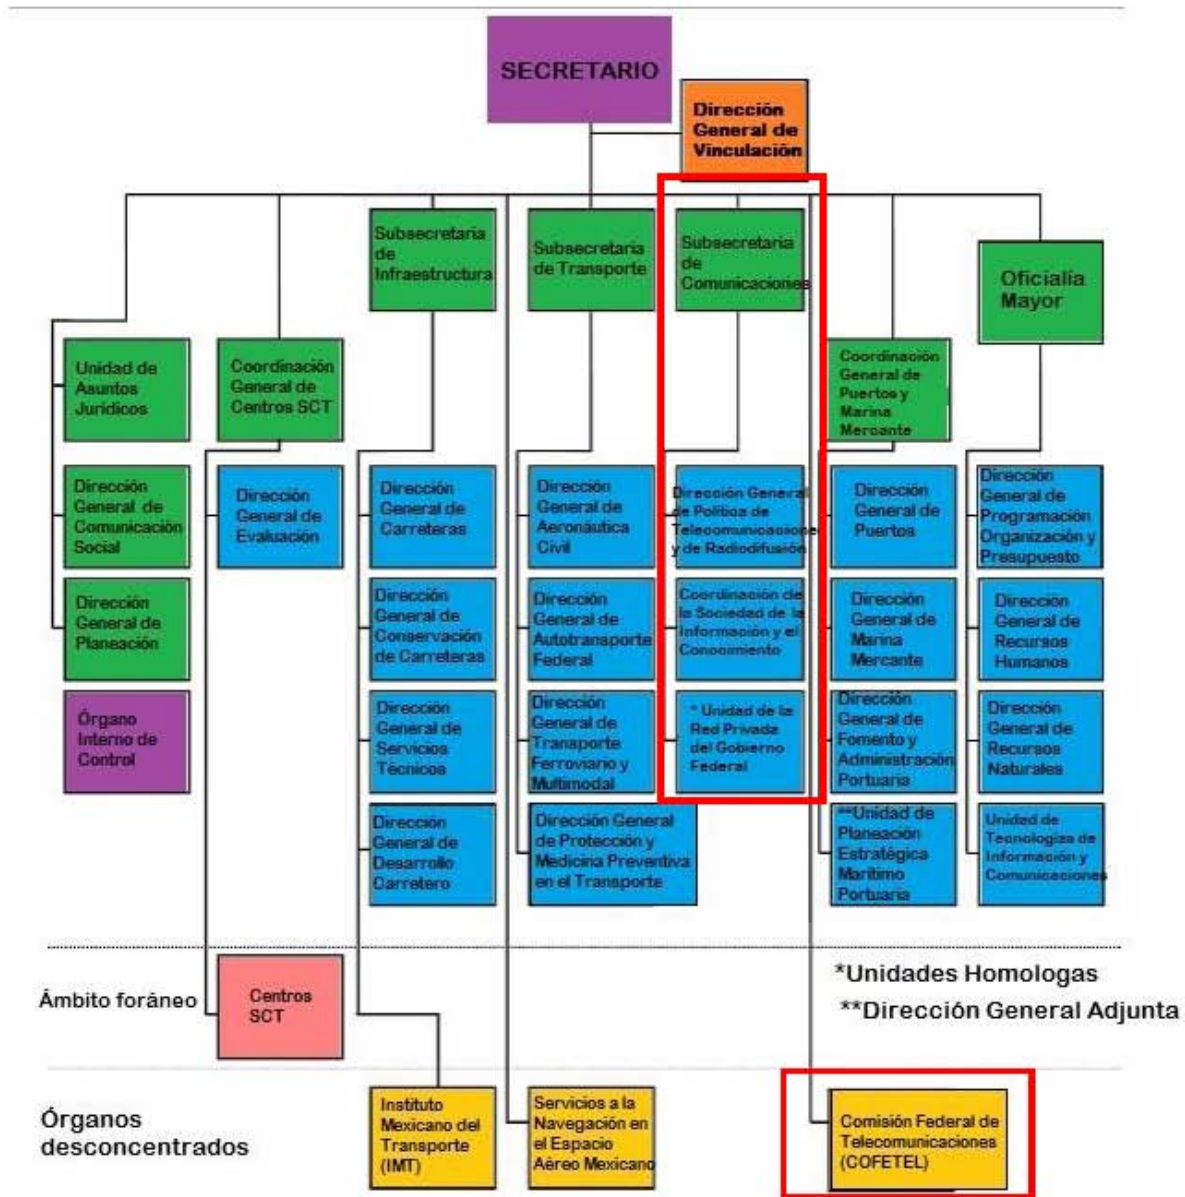 SECRETARIO
Dirección
General de
Vinculación
Subsecretaria
de
Infraestructura
Subsecretaria
de Transporte
Subsecretaria
de
Comunicaciones
Oficialía
Mayor
Unidad de
Asuntos
Jurídicos
Coordinación
General de
Centros SCT
Coordinación
General de
Puertos y
Marina
Mercante
Dirección
General de
Comunicación
Social
Dirección
General de
Evaluación
Dirección
General de
Carreteras
Dirección
General de
Aeronáutica
Civil
Dirección General
de Política de
Telecomunicacione
y de Radiodifusión
Dirección
General de
Puertos
Dirección
General de
Programación
Organización y
Presupuesto
Dirección
General de
Planeación
Dirección
General de
Conservación
de Carreteras
Dirección
General de
Autotransporte
Federal
Coordinación de
la Sociedad de la
Información y el
Conocimiento
Dirección
General de
Marina
Mercante
Dirección
General de
Recursos
Humanos
Órgano
Interno de
Control
Dirección
General de
Servicios
Técnicos
Dirección
General de
Transporte
Ferroviario y
Multimodal
* Unidad de la
Red Privada
del Gobierno
Federal
Dirección
General de
Fomento y
Administración
Portuaria
Dirección
General de
Recursos
Naturales
Dirección
General de
Desarrollo
Carretero
Dirección General
de Protección y
Medicina Preventiva
en el Transporte
**Unidad de
Planeación
Estratégica
Marítimo
Portuaria
Unidad de
Tecnologiza de
Información y
Comunicaciones
Ámbito foráneo
Centros
SCT
*Unidades Homologas
**Dirección General Adjunta
Órganos
desconcentrados
Instituto
Mexicano del
Transporte
(IMT)
Servicios a la
Navegación en
el Espacio
Aéreo Mexicano
Comisión Federal de
Telecomunicaciones
(COFETEL)